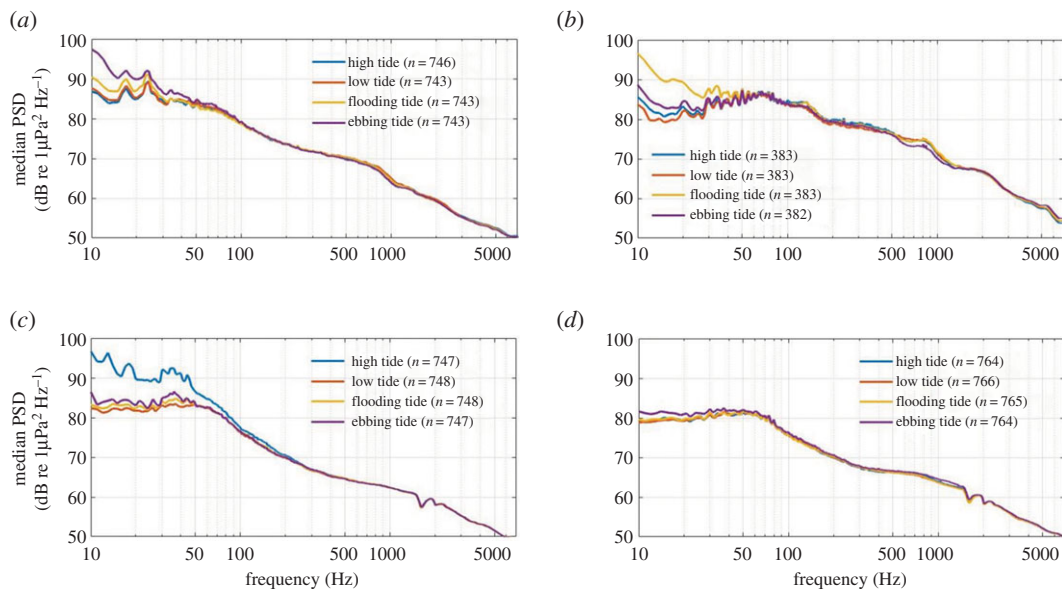 (a)
100
90
80
70
60
50
median PSD
(dB re 1µPa² Hz⁻¹)
high tide (n = 746)
low tide (n = 743)
flooding tide (n = 743)
ebbing tide (n = 743)
10 50 100 500 1000 5000
(b)
100
90
80
70
60
50
high tide (n = 383)
low tide (n = 383)
flooding tide (n = 383)
ebbing tide (n = 382)
10 50 100 500 1000 5000
(c)
100
90
80
70
60
50
median PSD
(dB re 1µPa² Hz⁻¹)
high tide (n = 747)
low tide (n = 748)
flooding tide (n = 748)
ebbing tide (n = 747)
10 50 100 500 1000 5000
frequency (Hz)
(d)
100
90
80
70
60
50
high tide (n = 764)
low tide (n = 766)
flooding tide (n = 765)
ebbing tide (n = 764)
10 50 100 500 1000 5000
frequency (Hz)